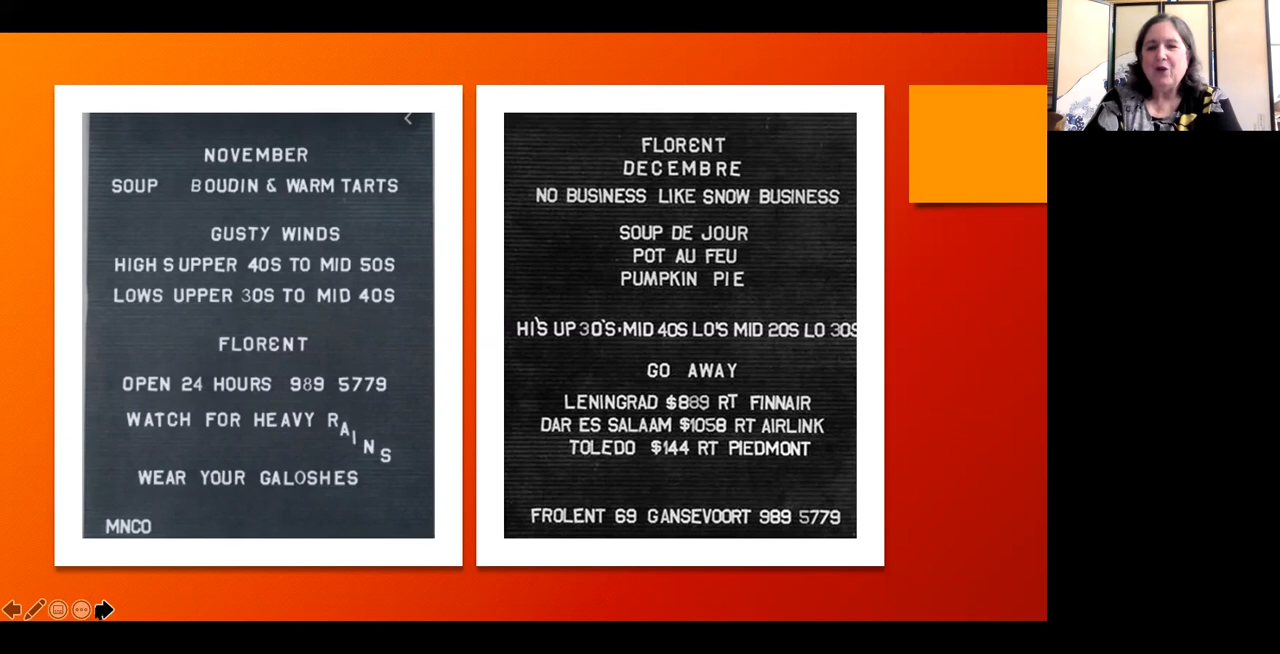 NOVEMBER
SOUP BOUDIN & WARM TARTS
GUSTY WINDS
HIGHS UPPER 40S TO MID 50S
LOWS UPPER 30S TO MID 40S
FLORENT
OPEN 24 HOURS 989 5779
WATCH FOR HEAVY RAINS
WEAR YOUR GALOSHES
MNCO
FLORENT
DECEMBRE
NO BUSINESS LIKE SNOW BUSINESS
SOUP DE JOUR
POT AU FEU
PUMPKIN PIE
HI'S UP 30'S·MID 40S LO'S MID 20S LO 30S
GO AWAY
LENINGRAD $889 RT FINNAIR
DAR ES SALAAM $1058 RT AIRLINK
TOLEDO $144 RT PIEDMONT
FROLENT 69 GANSEVOORT 989 5779